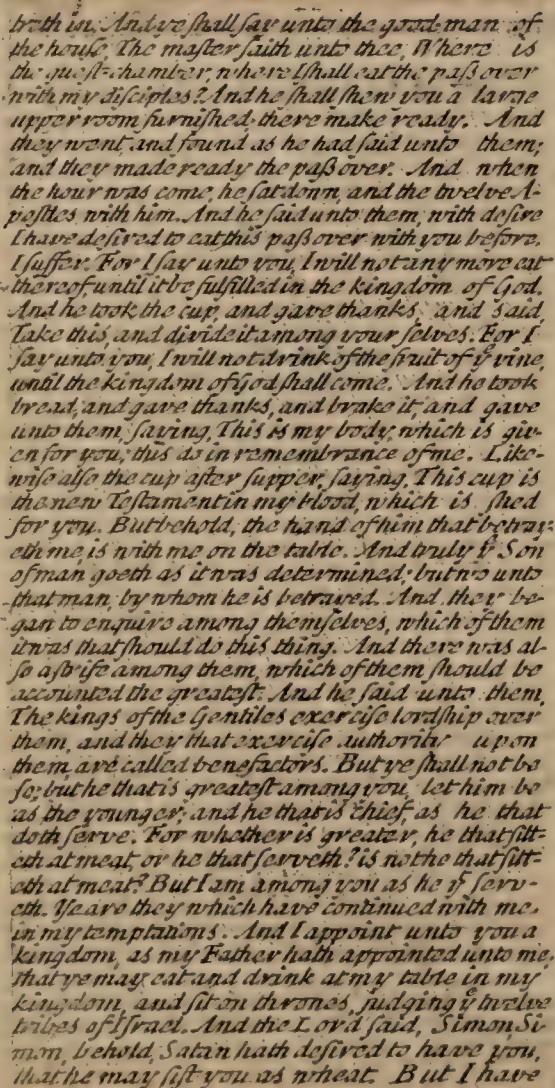 treth in. And ye ſhall ſay unto the good man of
the houſe, The maſter ſaith unto thee, Where is
the gueſt-chamber, where I ſhall eat the paßover
with my diſciples? And he ſhall ſhew you a large
upper room furniſhed: there make ready. And
they went, and found as he had ſaid unto them;
and they made ready the paßover. And when
the hour was come, he ſat down, and the twelve A-
poſtles with him. And he ſaid unto them, with deſire
I have deſired to eat this paßover with you before
I ſuffer. For I ſay unto you, I will not any more eat
thereof, until it be fulfilled in the kingdom of God.
And he took the cup, and gave thanks, and said,
Take this, and divide it among your ſelves. For I
ſay unto you, I will not drink of the fruit of ẙ vine,
until the kingdom of God ſhall come. And he took
bread, and gave thanks, and brake it, and gave
unto them, ſaying, This is my body, which is giv-
en for you; this do in remembrance of me. Like-
wiſe alſo the cup after ſupper, ſaying, This cup is
the new Teſtament in my blood, which is ſhed
for you. But behold, the hand of him that betray-
eth me, is with me on the table. And truly ẙ Son
of man goeth as it was determined; but wo unto
that man, by whom he is betrayed. And they be-
gan to enquire among themſelves, which of them
it was that ſhould do this thing. And there was al-
ſo a ſtrife among them, which of them ſhould be
accounted the greateſt. And he ſaid unto them,
The kings of the Gentiles exerciſe lordſhip over
them, and they that exerciſe authority upon
them, are called benefactors. But ye ſhall not be
ſo; but he that is greateſt among you, let him be
as the younger; and he that is chief, as he that
doth ſerve. For whether is greater, he that ſitt-
eth at meat, or he that ſerveth? is not he that ſitt-
eth at meat? But I am among you as he ẙ ſerv-
eth. Ye are they which have continued with me
in my temptations. And I appoint unto you a
kingdom, as my Father hath appointed unto me,
that ye may eat and drink at my table in my
kingdom, and ſit on thrones, judging ẙ twelve
tribes of Iſrael. And the Lord ſaid, Simon Si-
mon, behold, Satan hath deſired to have you,
that he may ſift you as wheat. But I have